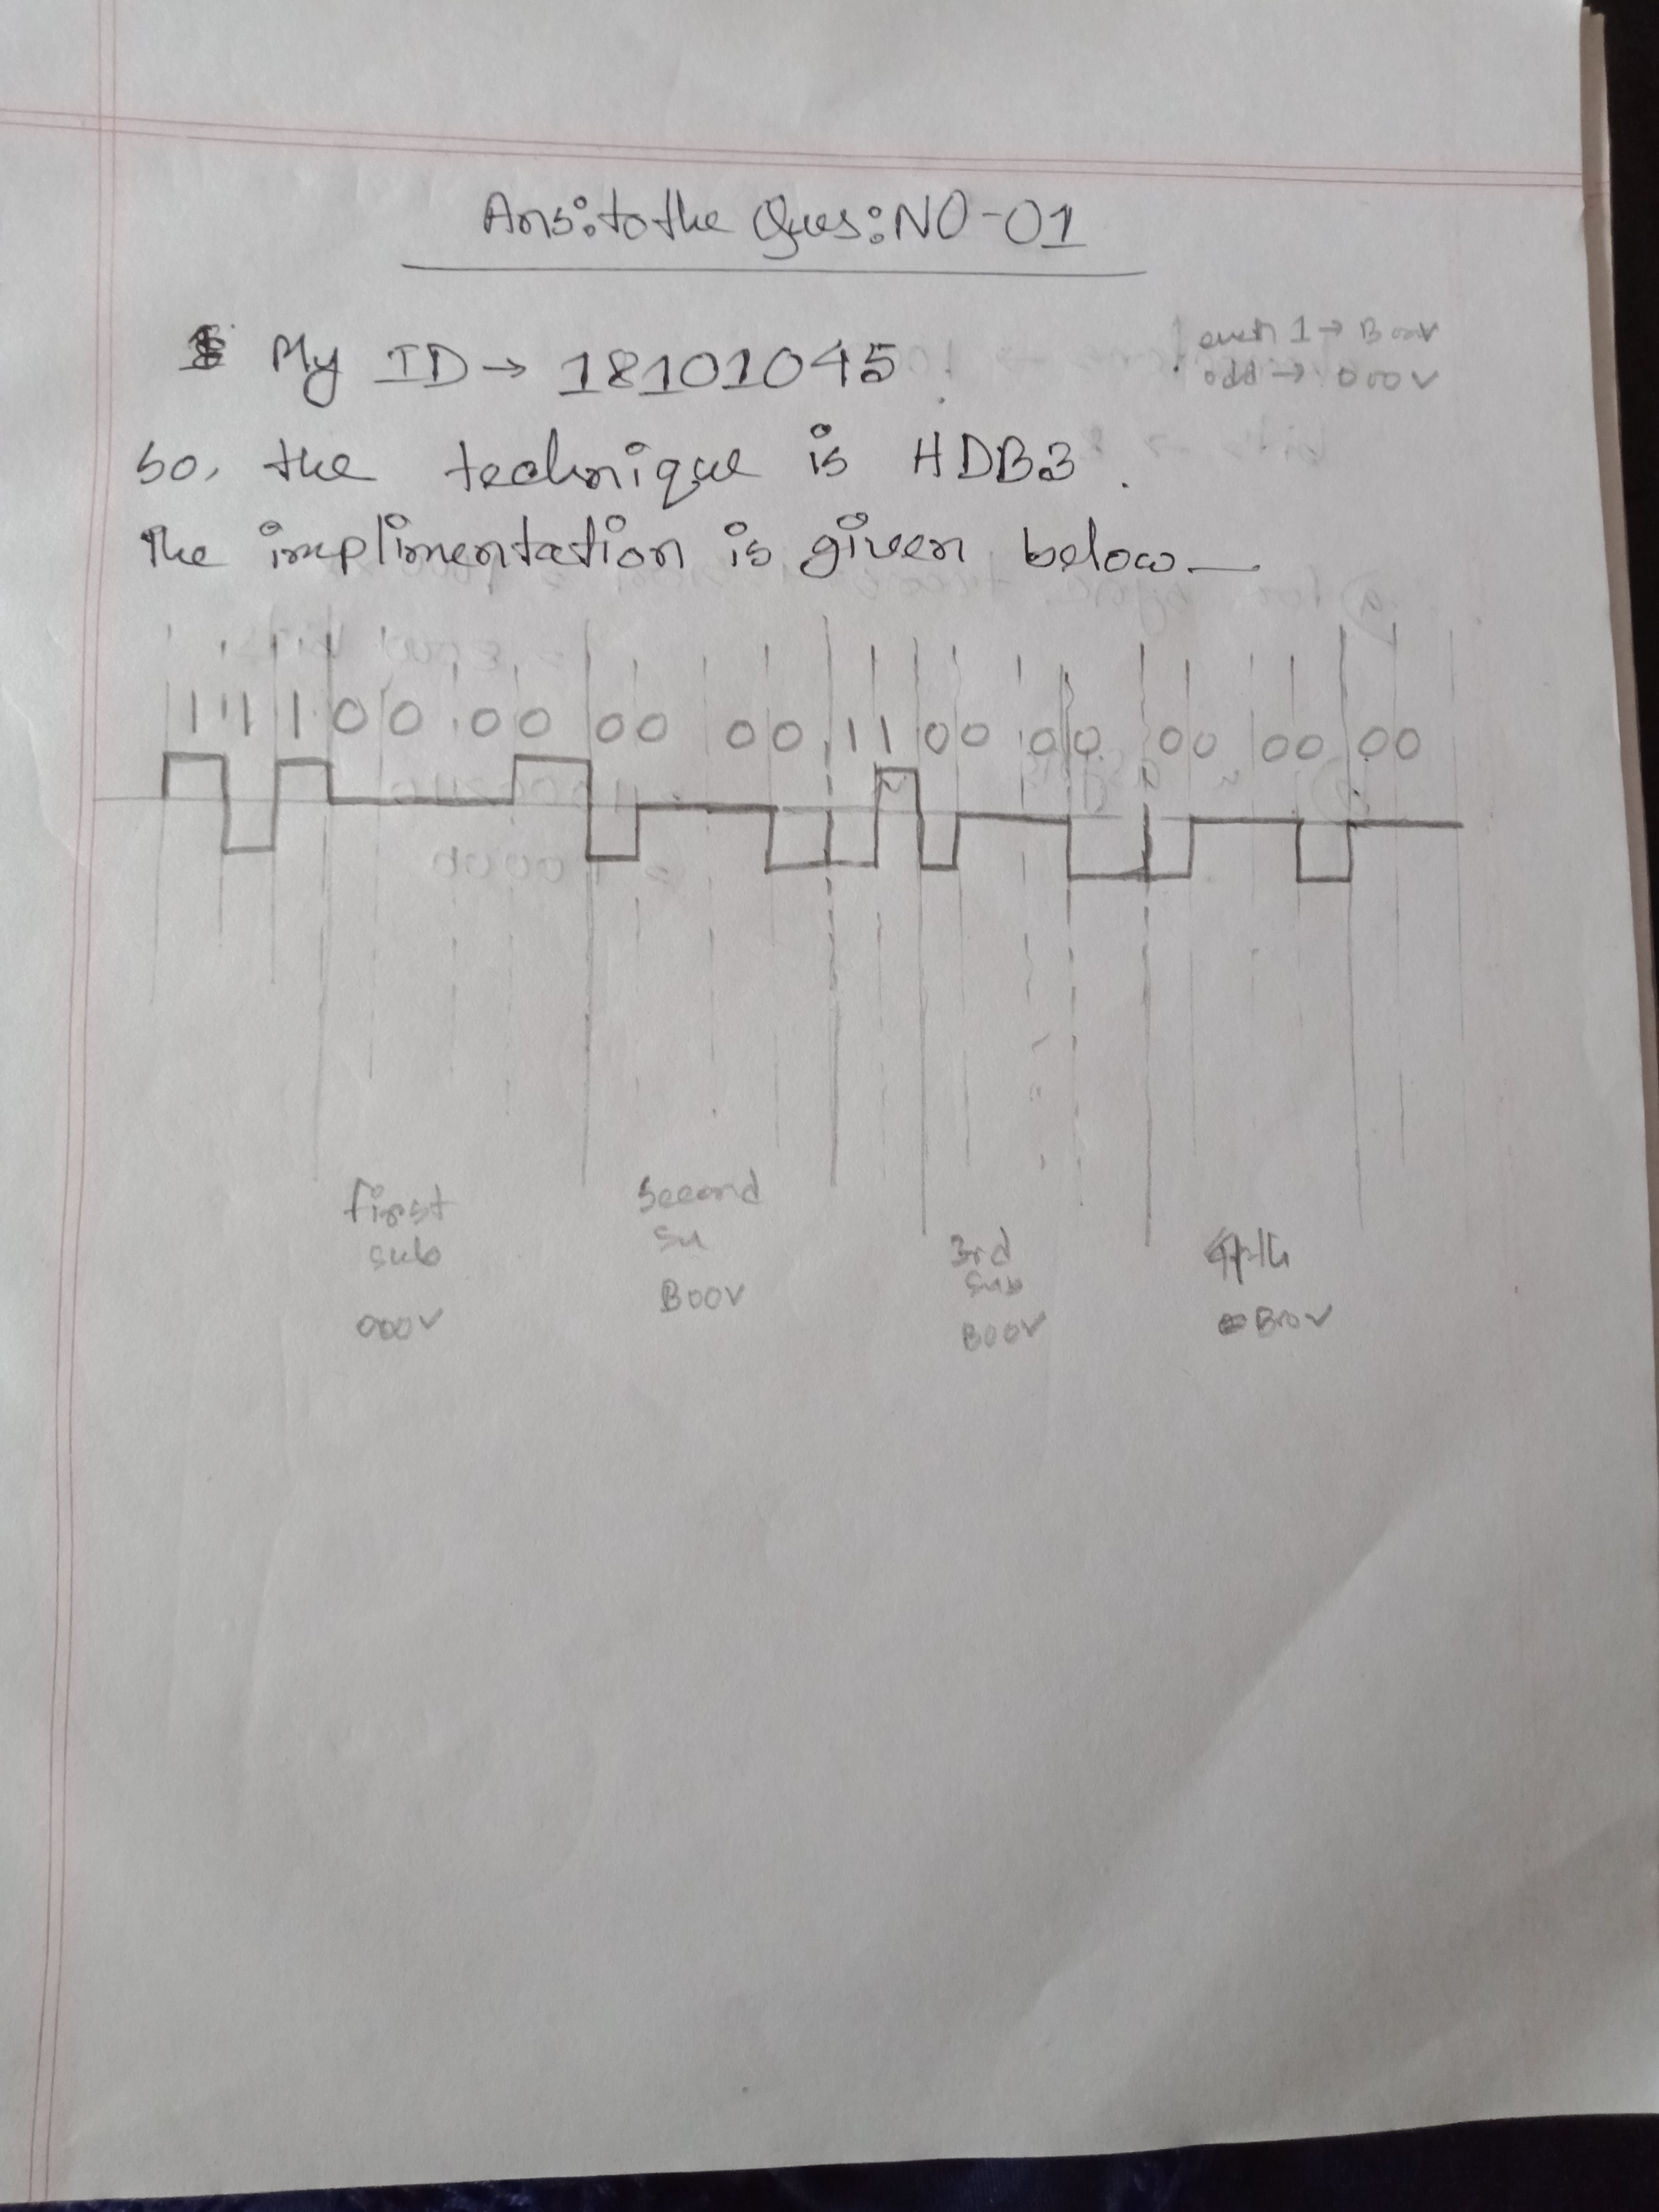 Ans: to the Ques: NO-01
My ID → 18101045
even 1 → B00V
odd → 000V
so, the technique is HDB3.
The implimentation is given below—
1 1 1 0 0 0 0 0 0 0 0 1 1 0 0 0 0 0 0 0 0 0 0
first second
sub su 3rd 4th
000V B00V sub
B00V B00V